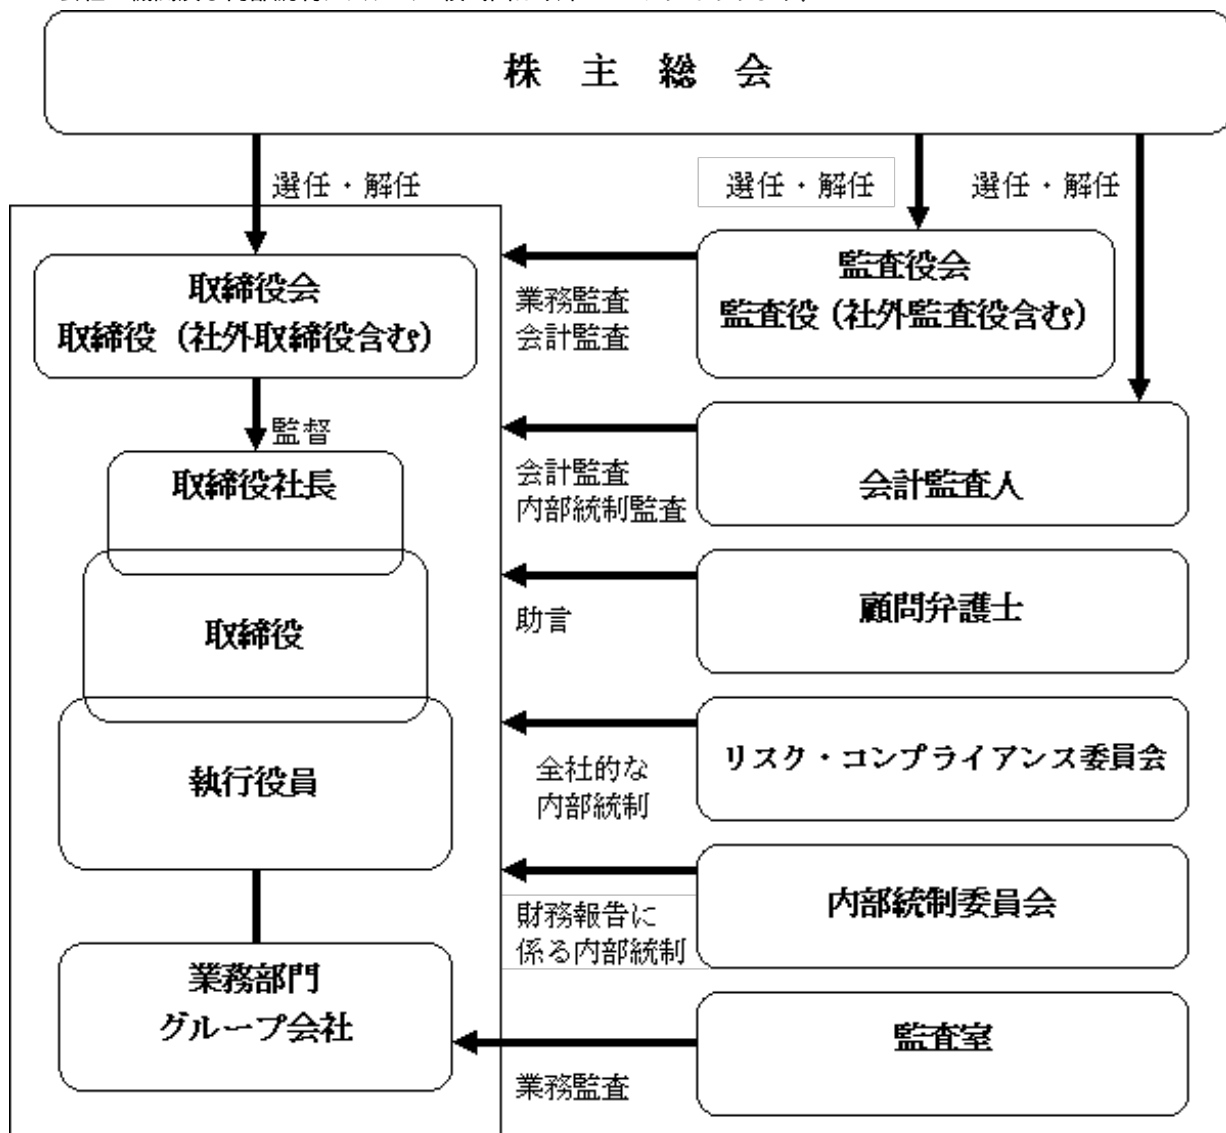 株 主 総 会
選任・解任
選任・解任
選任・解任
取締役会
取締役（社外取締役含む）
業務監査
会計監査
監査役会
監査役（社外監査役含む）
監督
取締役社長
会計監査
内部統制監査
会計監査人
取締役
助言
顧問弁護士
執行役員
全社的な
内部統制
リスク・コンプライアンス委員会
財務報告に
係る内部統制
内部統制委員会
業務部門
グループ会社
業務監査
監査室